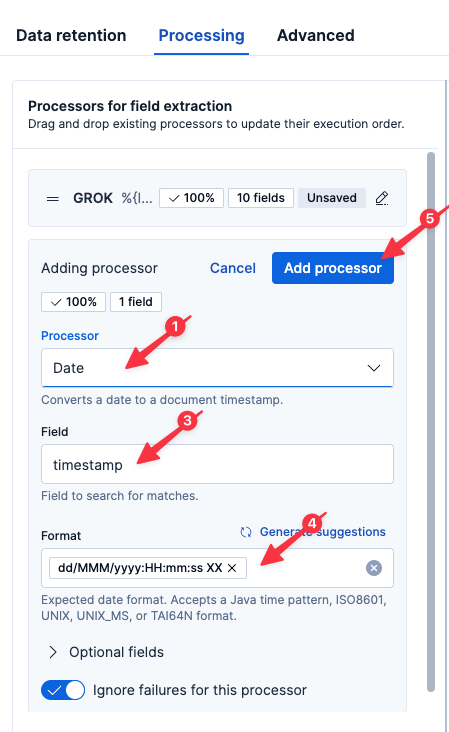 Data retention Processing Advanced
Processors for field extraction
Drag and drop existing processors to update their execution order.
GROK %{I... 100% 10 fields Unsaved
5
Adding processor Cancel Add processor
100% 1 field
1
Processor
Date
Converts a date to a document timestamp.
3
Field
timestamp
Field to search for matches.
4
Format Generate suggestions
dd/MMM/yyyy:HH:mm:ss XX
Expected date format. Accepts a Java time pattern, ISO8601,
UNIX, UNIX_MS, or TAI64N format.
Optional fields
Ignore failures for this processor